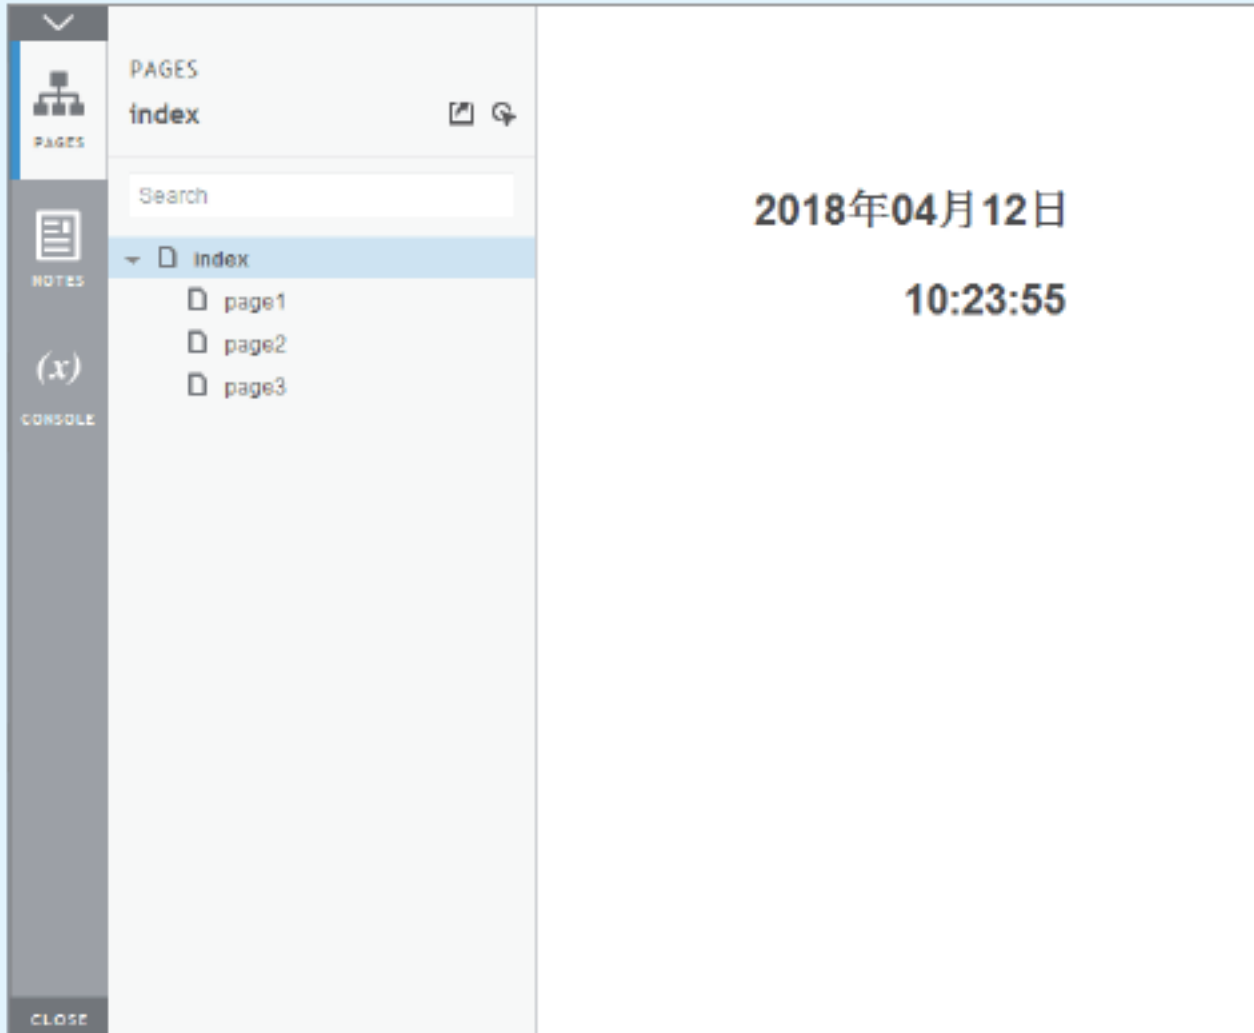 PAGES
NOTES
(x)
CONSOLE
CLOSE
PAGES
index
Search
index
page1
page2
page3
2018年04月12日
10:23:55